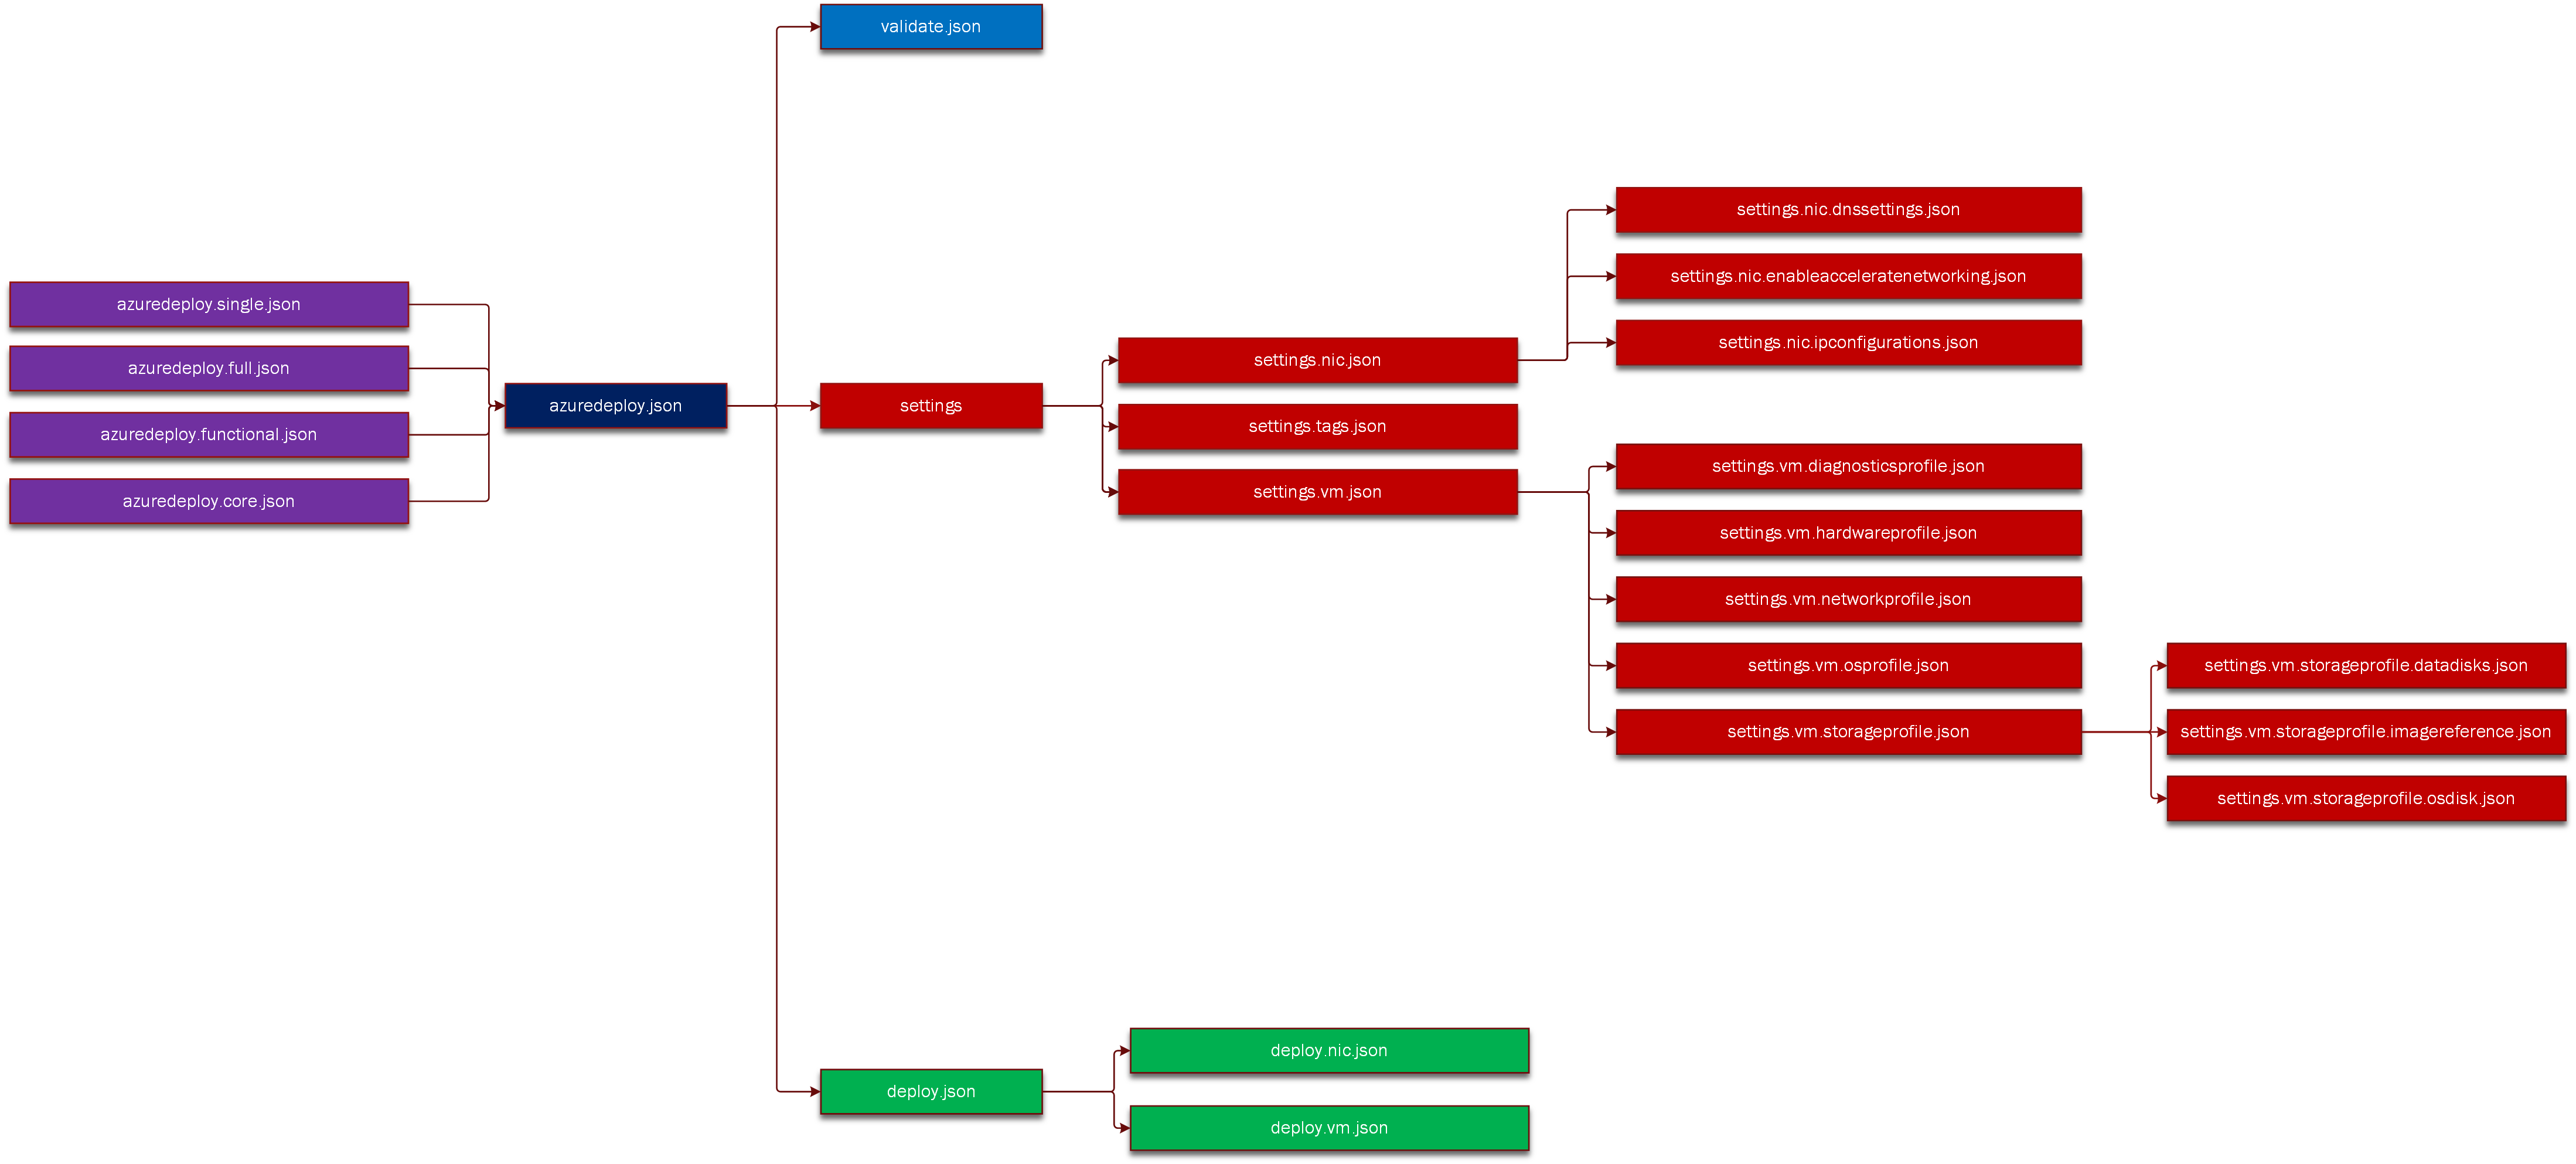 validate.json
settings.nic.dnssettings.json
settings.nic.enableacceleratenetworking.json
azuredeploy.single.json
settings.nic.ipconfigurations.json
settings.nic.json
azuredeploy.full.json
azuredeploy.json
settings
settings.tags.json
azuredeploy.functional.json
settings.vm.diagnosticsprofile.json
settings.vm.json
azuredeploy.core.json
settings.vm.hardwareprofile.json
settings.vm.networkprofile.json
settings.vm.osprofile.json
settings.vm.storageprofile.datadisks.json
settings.vm.storageprofile.json
settings.vm.storageprofile.imagereference.json
settings.vm.storageprofile.osdisk.json
deploy.nic.json
deploy.json
deploy.vm.json